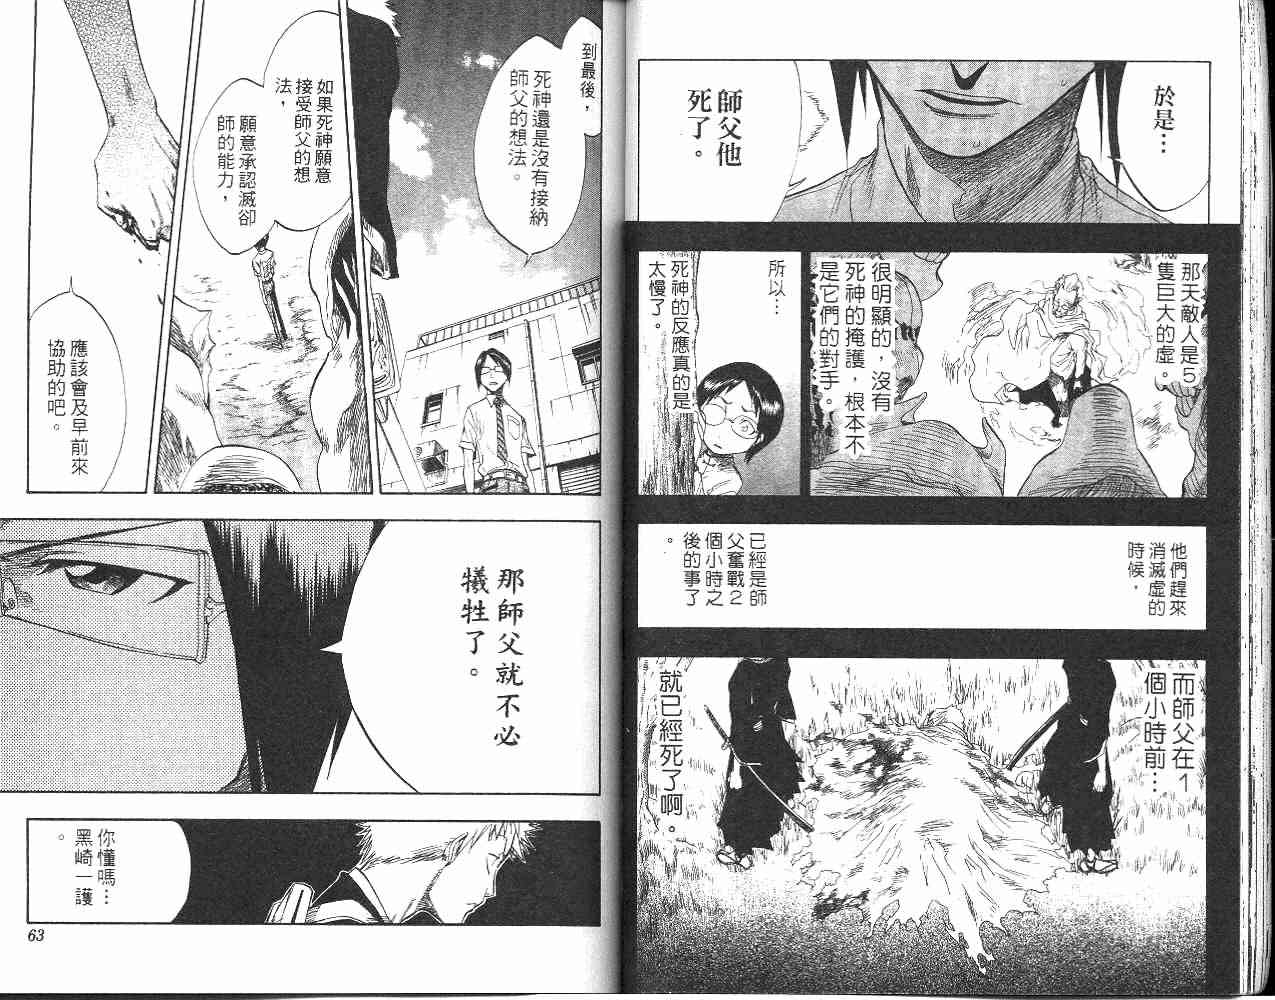 於是…
師父他
死了。
那天敵人是5
隻巨大的虛。
很明顯的，沒有
死神的掩護，根本不
是它們的對手。
所以…
死神的反應真的是
太慢了。
他們趕來
消滅虛的
時候，
已經是師
父奮戰2
個小時之
後的事了
。
而師父在1
個小時前…
就已經死了啊。
到最後，
死神還是沒有接納
師父的想法。
如果死神願意
接受師父的想
法，
願意承認滅卻
師的能力，
應該會及早前來
協助的吧。
那師父就不必
犧牲了。
你懂嗎…
黑崎一護
。
63